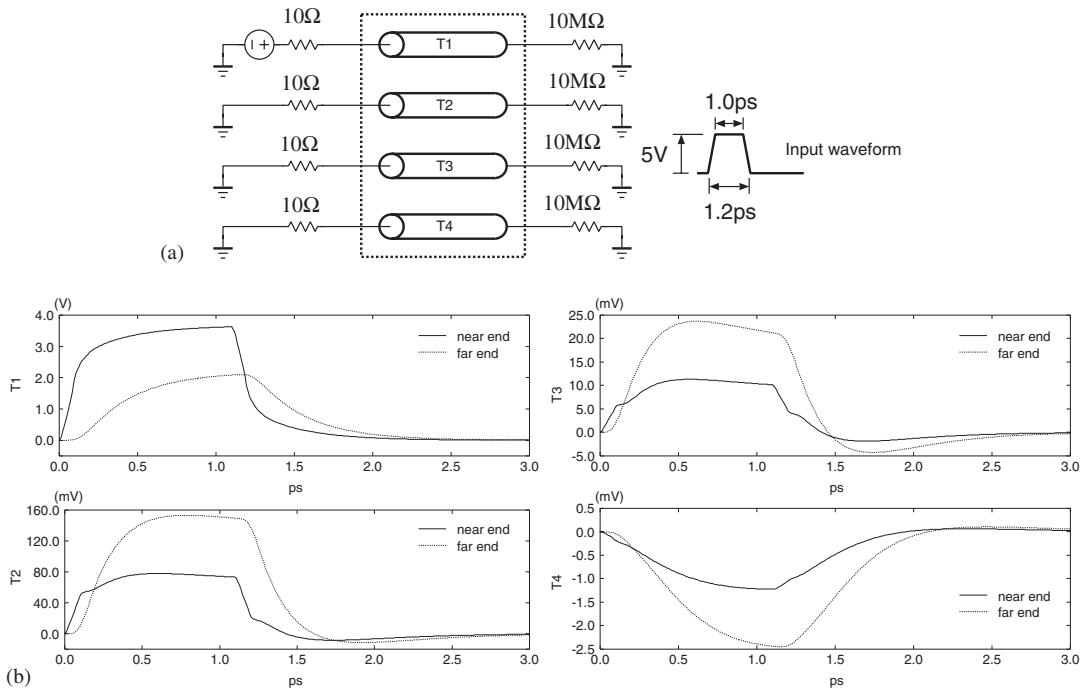 10Ω
10MΩ
T1
10Ω
10MΩ
T2
10Ω
10MΩ
T3
10Ω
10MΩ
T4
1.0ps
5V
Input waveform
1.2ps
(a)
(V)
4.0
3.0
2.0
1.0
0.0
T1
near end
far end
0.0 0.5 1.0 1.5 2.0 2.5 3.0
ps
(mV)
25.0
20.0
15.0
10.0
5.0
0.0
-5.0
T3
near end
far end
0.0 0.5 1.0 1.5 2.0 2.5 3.0
ps
(mV)
160.0
120.0
80.0
40.0
0.0
T2
near end
far end
0.0 0.5 1.0 1.5 2.0 2.5 3.0
ps
(mV)
0.5
0.0
-0.5
-1.0
-1.5
-2.0
-2.5
T4
near end
far end
0.0 0.5 1.0 1.5 2.0 2.5 3.0
ps
(b)